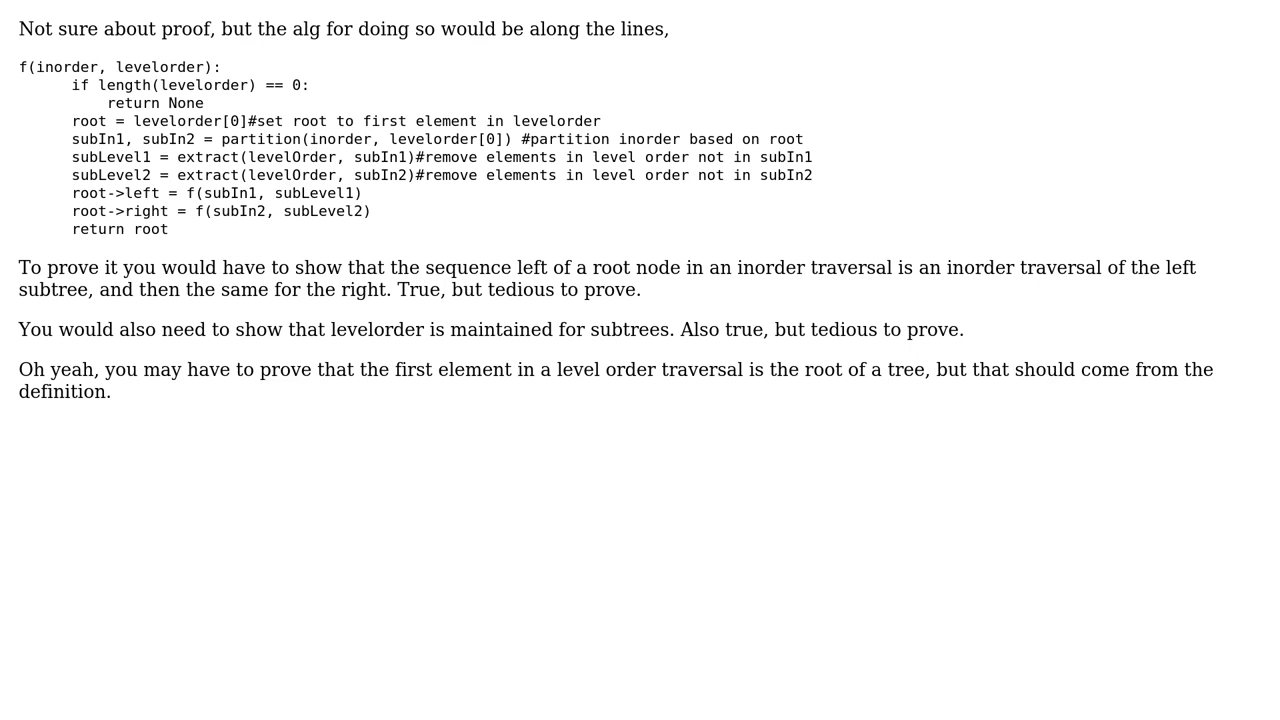 Not sure about proof, but the alg for doing so would be along the lines,
f(inorder, levelorder):
      if length(levelorder) == 0:
          return None
      root = levelorder[0]#set root to first element in levelorder
      subIn1, subIn2 = partition(inorder, levelorder[0]) #partition inorder based on root
      subLevel1 = extract(levelOrder, subIn1)#remove elements in level order not in subIn1
      subLevel2 = extract(levelOrder, subIn2)#remove elements in level order not in subIn2
      root->left = f(subIn1, subLevel1)
      root->right = f(subIn2, subLevel2)
      return root
To prove it you would have to show that the sequence left of a root node in an inorder traversal is an inorder traversal of the left
subtree, and then the same for the right. True, but tedious to prove.
You would also need to show that levelorder is maintained for subtrees. Also true, but tedious to prove.
Oh yeah, you may have to prove that the first element in a level order traversal is the root of a tree, but that should come from the
definition.